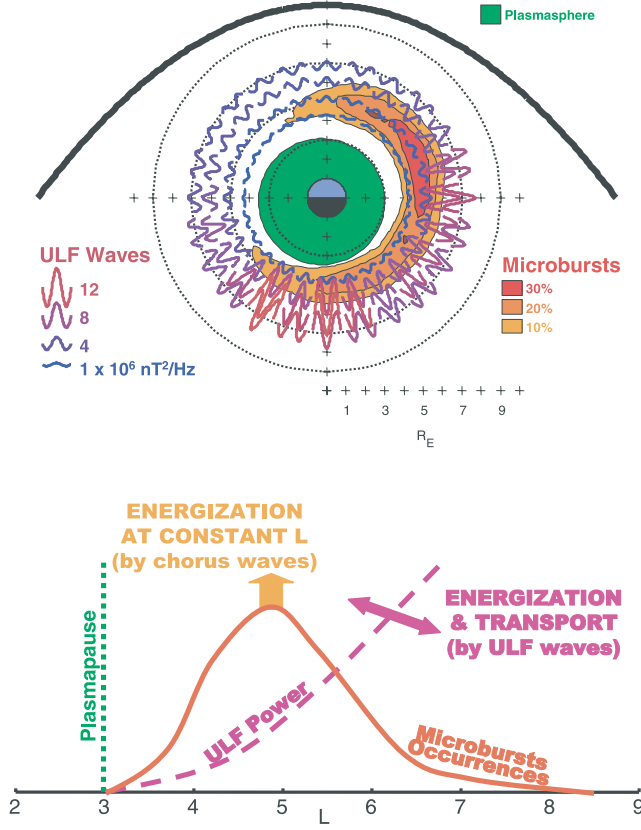 Plasmasphere
ULF Waves
12
8
4
1 x 10⁶ nT²/Hz
Microbursts
30%
20%
10%
1 3 5 7 9
R_E
ENERGIZATION
AT CONSTANT L
(by chorus waves)
ENERGIZATION
& TRANSPORT
(by ULF waves)
Plasmapause
ULF Power
Microbursts
Occurrences
2 3 4 5 6 7 8 9
L